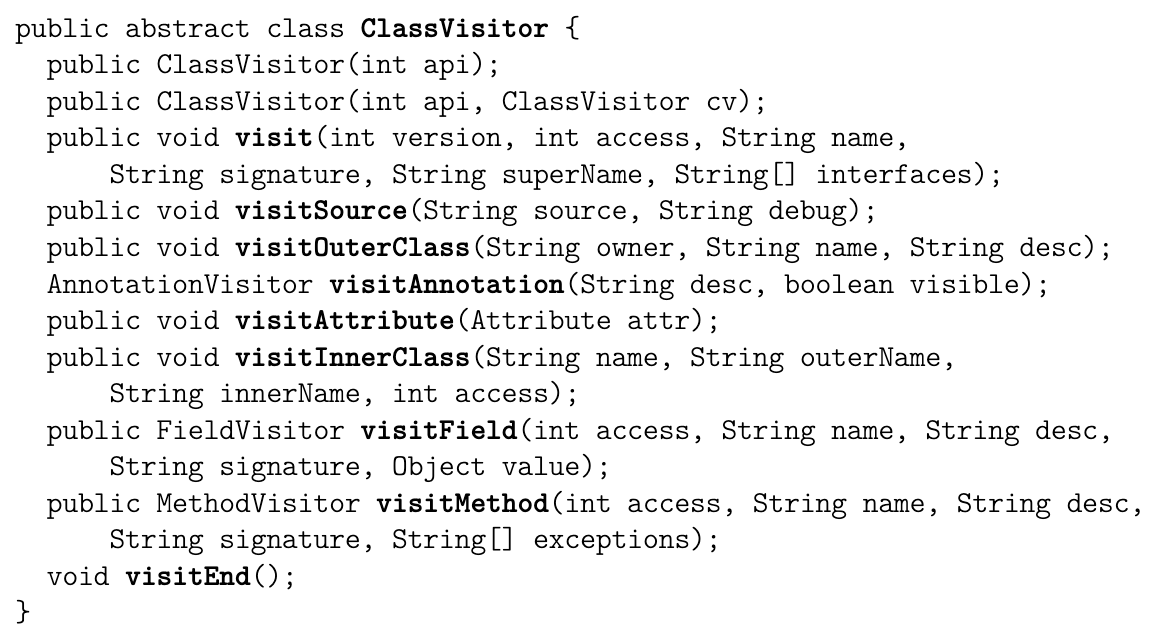 public abstract class ClassVisitor {
  public ClassVisitor(int api);
  public ClassVisitor(int api, ClassVisitor cv);
  public void visit(int version, int access, String name,
      String signature, String superName, String[] interfaces);
  public void visitSource(String source, String debug);
  public void visitOuterClass(String owner, String name, String desc);
  AnnotationVisitor visitAnnotation(String desc, boolean visible);
  public void visitAttribute(Attribute attr);
  public void visitInnerClass(String name, String outerName,
      String innerName, int access);
  public FieldVisitor visitField(int access, String name, String desc,
      String signature, Object value);
  public MethodVisitor visitMethod(int access, String name, String desc,
      String signature, String[] exceptions);
  void visitEnd();
}